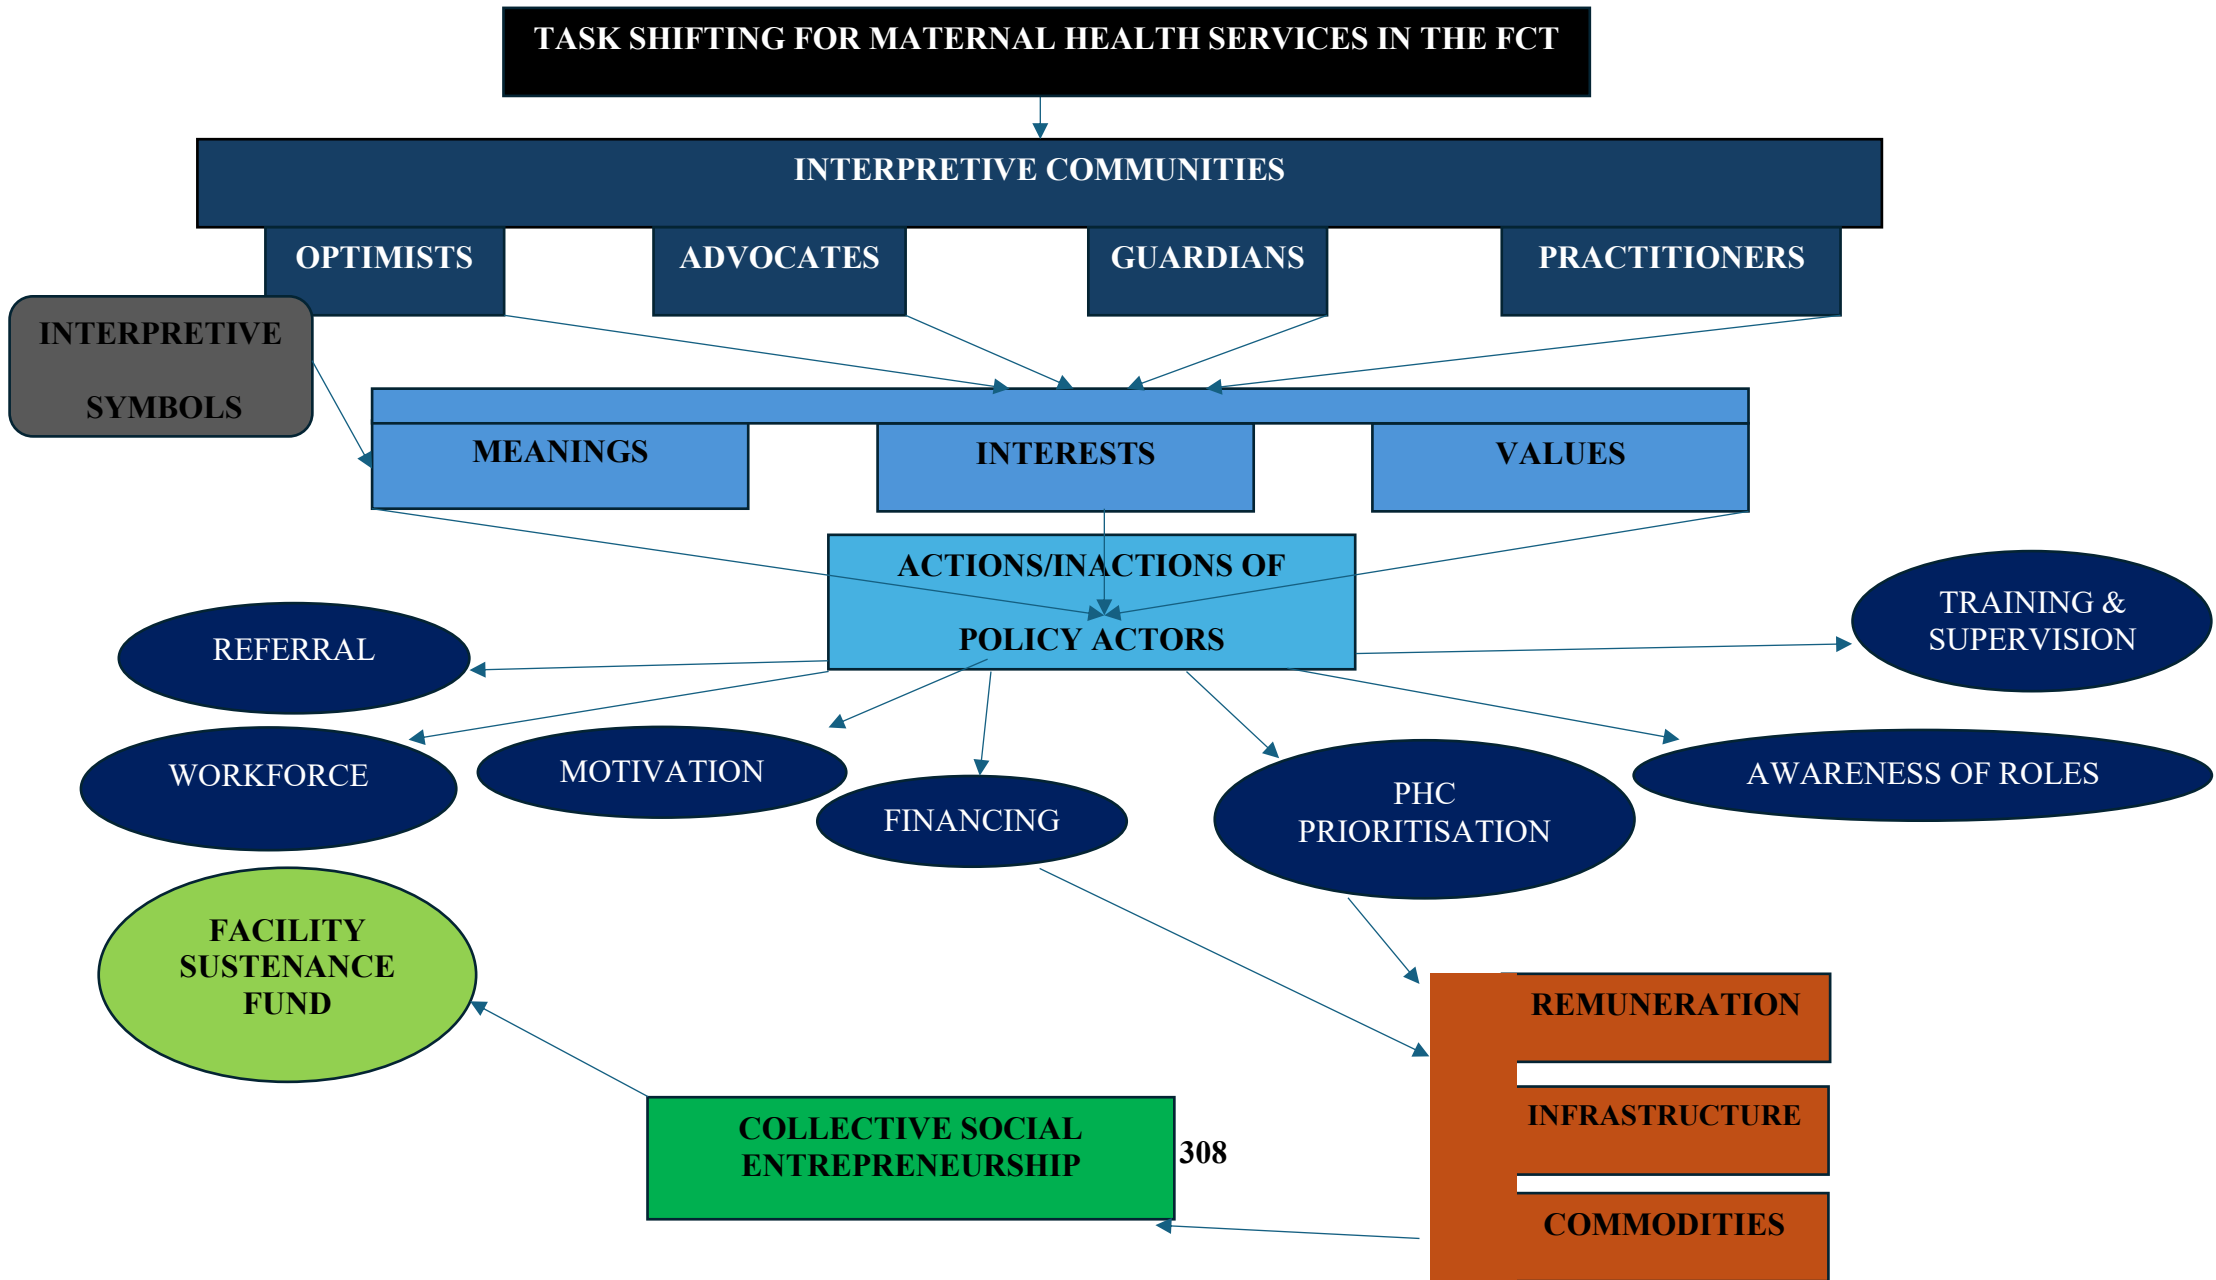 TASK SHIFTING FOR MATERNAL HEALTH SERVICES IN THE FCT
INTERPRETIVE COMMUNITIES
OPTIMISTS
ADVOCATES
GUARDIANS
PRACTITIONERS
INTERPRETIVE
SYMBOLS
MEANINGS
INTERESTS
VALUES
ACTIONS/INACTIONS OF
POLICY ACTORS
REFERRAL
TRAINING &
SUPERVISION
WORKFORCE
MOTIVATION
FINANCING
PHC
PRIORITISATION
AWARENESS OF ROLES
FACILITY
SUSTENANCE
FUND
REMUNERATION
INFRASTRUCTURE
COMMODITIES
COLLECTIVE SOCIAL
ENTREPRENEURSHIP
308